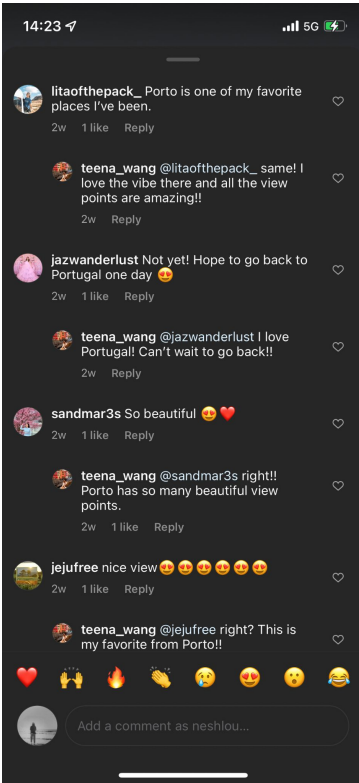 14:23 5G
litaofthepack_ Porto is one of my favorite
places I've been.
2w 1 like Reply
teena_wang @litaofthepack_ same! I
love the vibe there and all the view
points are amazing!!
2w Reply
jazwanderlust Not yet! Hope to go back to
Portugal one day 😍
2w 1 like Reply
teena_wang @jazwanderlust I love
Portugal! Can't wait to go back!!
2w Reply
sandmar3s So beautiful 😍❤️
2w 1 like Reply
teena_wang @sandmar3s right!!
Porto has so many beautiful view
points.
2w 1 like Reply
jejufree nice view😍😍😍😍😍😍
2w 1 like Reply
teena_wang @jejufree right? This is
my favorite from Porto!!
❤️🙌🔥👏😢😍😮😂
Add a comment as neshlou...